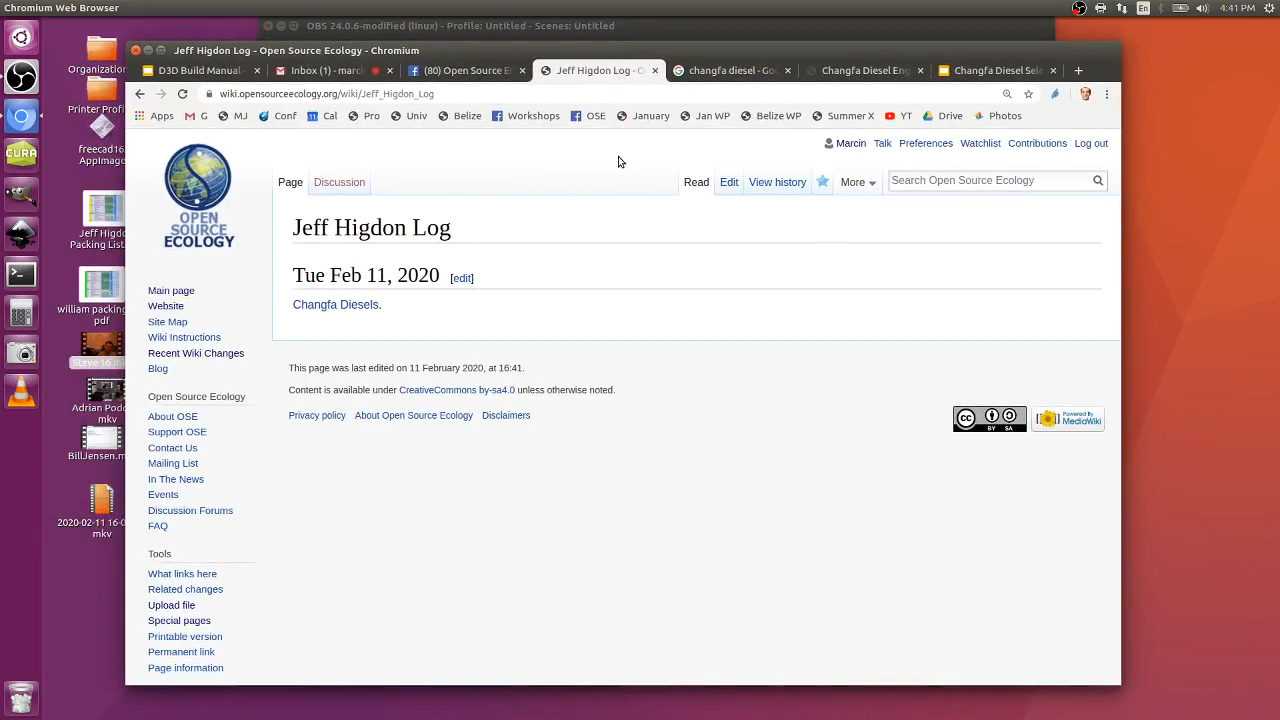 Chromium Web Browser
En
4:41 PM
OBS 24.0.6-modified (linux) - Profile: Untitled - Scenes: Untitled
Jeff Higdon Log - Open Source Ecology - Chromium
D3D Build Manual -
Inbox (1) - marci
(80) Open Source E
Jeff Higdon Log - O
changfa diesel - Go
Changfa Diesel Eng
Changfa Diesel Sel
wiki.opensourceecology.org/wiki/Jeff_Higdon_Log
Apps
G
MJ
Conf
Cal
Pro
Univ
Belize
Workshops
OSE
January
Jan WP
Belize WP
Summer X
YT
Drive
Photos
Organization
Printer Profi
freecad16.
AppImage
CURA
Jeff Higd
Packing List
william packing
pdf
Steve 16.m
Adrian Pod
mkv
BillJensen.m
2020-02-11 16-0
mkv
OPEN
SOURCE
ECOLOGY
Marcin
Talk
Preferences
Watchlist
Contributions
Log out
Page
Discussion
Read
Edit
View history
More
Search Open Source Ecology
Jeff Higdon Log
Tue Feb 11, 2020 [edit]
Changfa Diesels.
This page was last edited on 11 February 2020, at 16:41.
Content is available under CreativeCommons by-sa4.0 unless otherwise noted.
Privacy policy
About Open Source Ecology
Disclaimers
CC
BY SA
Powered By
MediaWiki
Main page
Website
Site Map
Wiki Instructions
Recent Wiki Changes
Blog
Open Source Ecology
About OSE
Support OSE
Contact Us
Mailing List
In The News
Events
Discussion Forums
FAQ
Tools
What links here
Related changes
Upload file
Special pages
Printable version
Permanent link
Page information